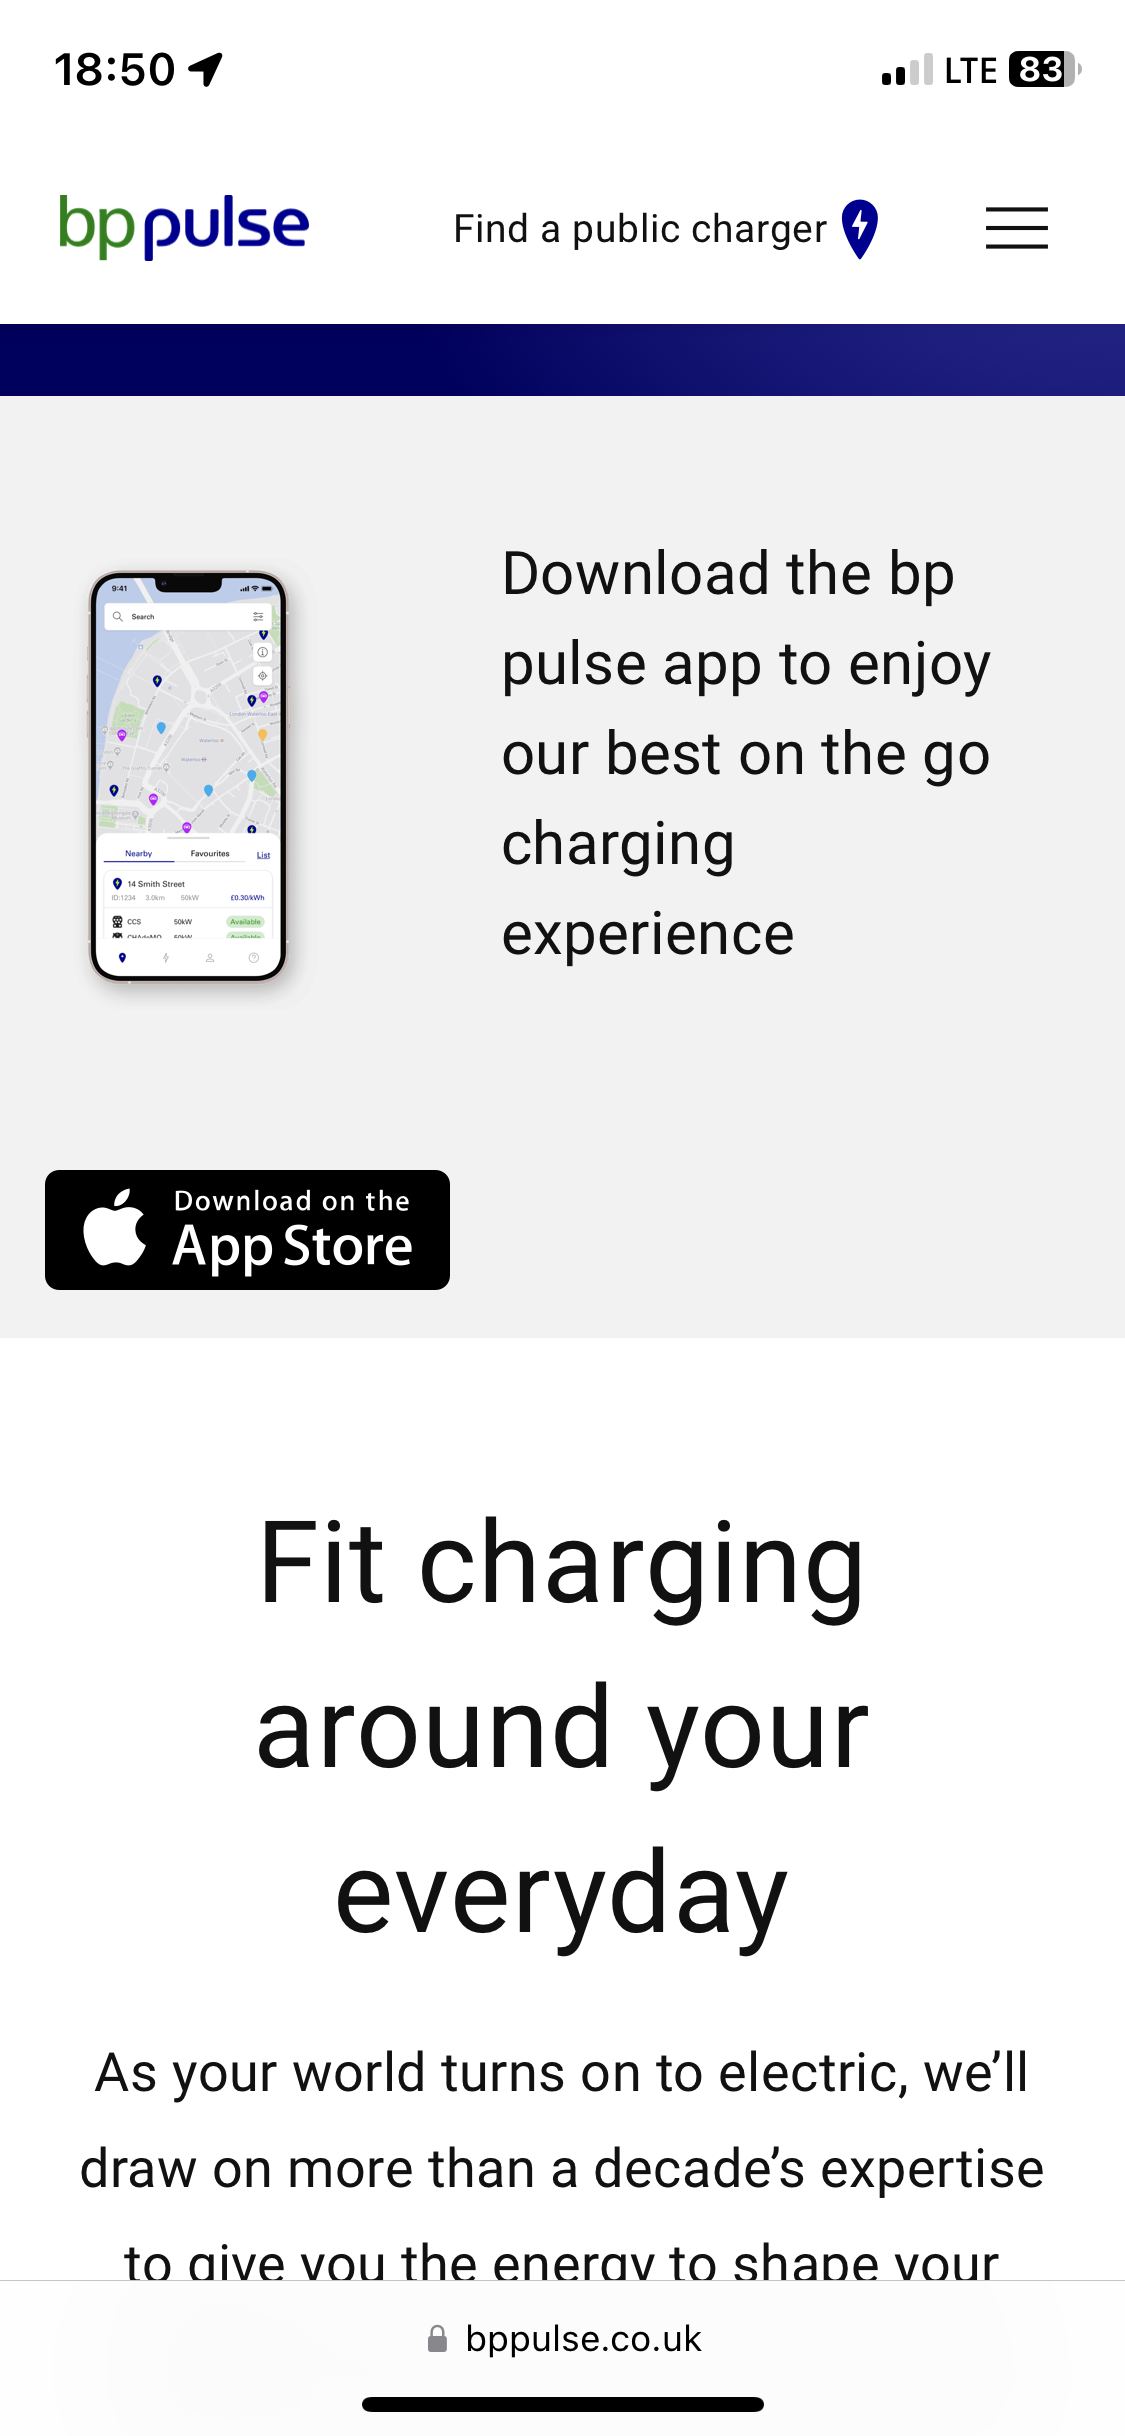 18:50
LTE 83
bp pulse
Find a public charger
9:41
Search
Nearby Favourites List
14 Smith Street
ID:1234 3.0km 50kW £0.30/kWh
CCS 50kW Available
CHAdeMO 50kW Available
Download the bp
pulse app to enjoy
our best on the go
charging
experience
Download on the
App Store
Fit charging
around your
everyday
As your world turns on to electric, we’ll
draw on more than a decade’s expertise
to give you the energy to shape your
bppulse.co.uk